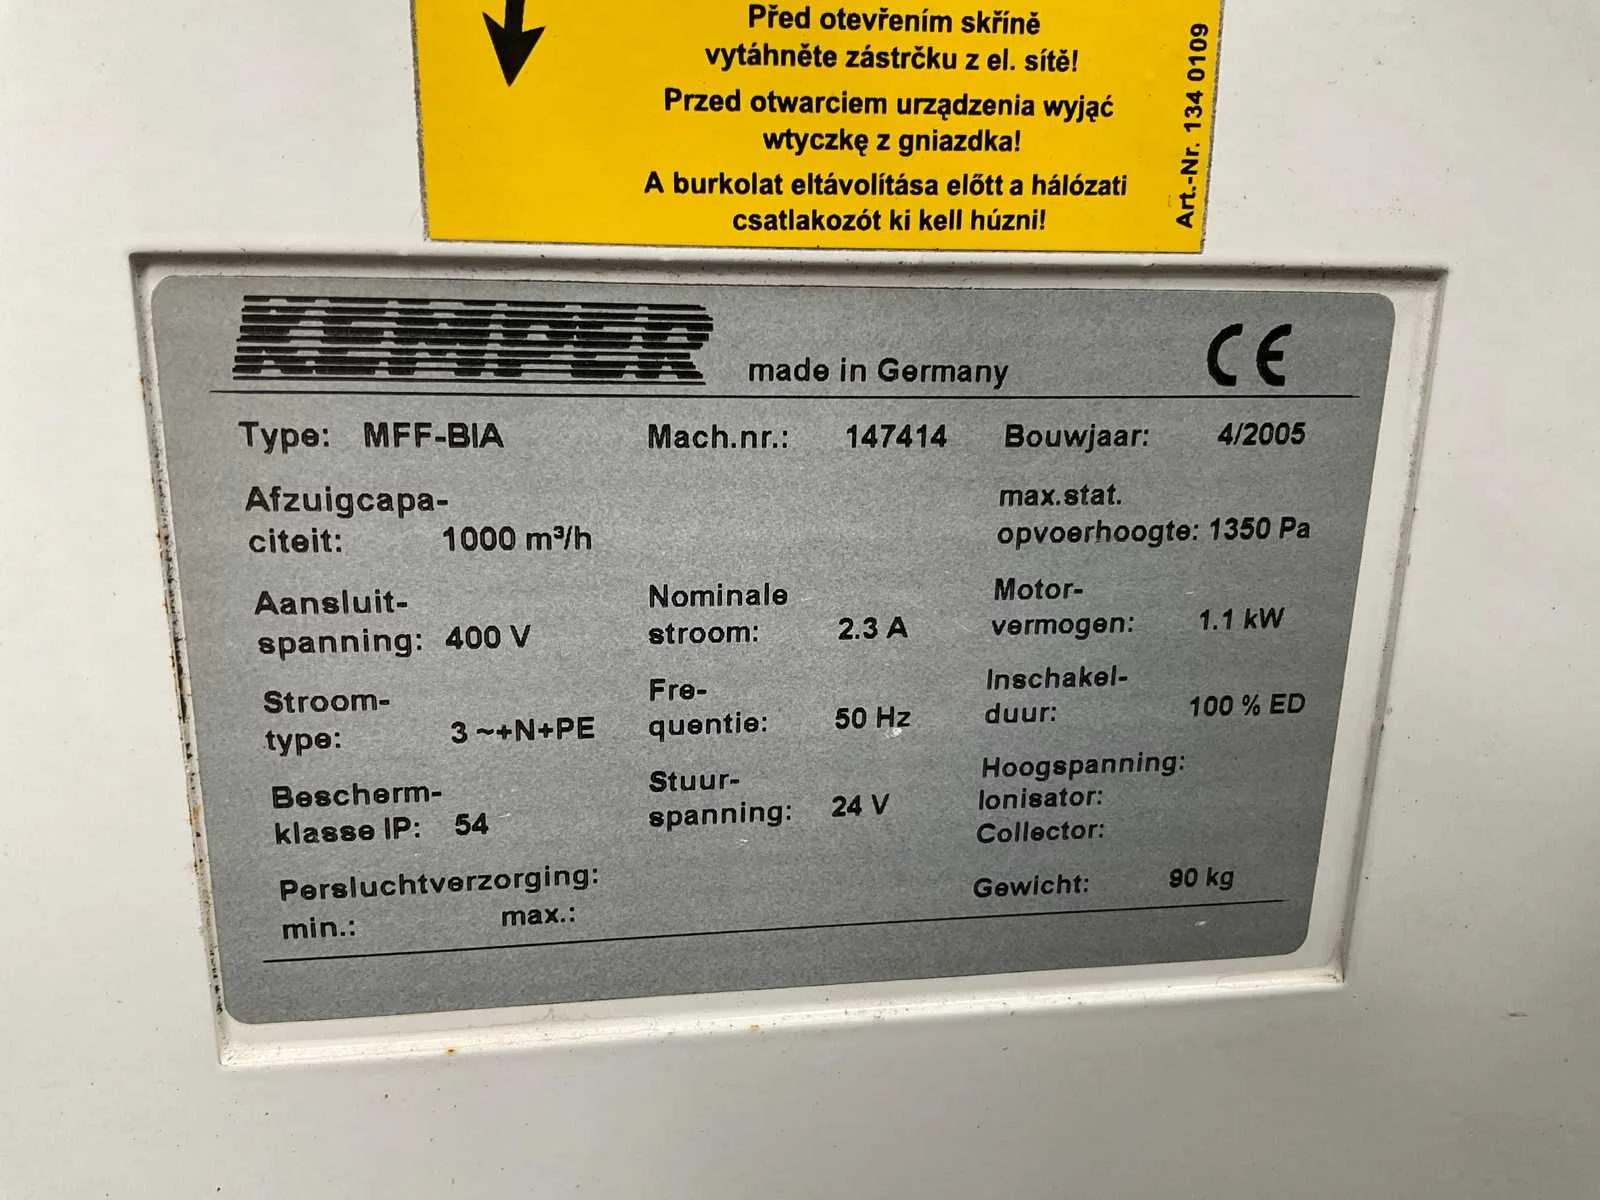 Před otevřením skříně
vytáhněte zástrčku z el. sítě!
Przed otwarciem urządzenia wyjąć
wtyczkę z gniazdka!
A burkolat eltávolítása előtt a hálózati
csatlakozót ki kell húzni!
Art.-Nr. 134 0109
KEMPER made in Germany CE
Type: MFF-BIA Mach.nr.: 147414 Bouwjaar: 4/2005
Afzuigcapa-
citeit: 1000 m³/h
max.stat.
opvoerhoogte: 1350 Pa
Aansluit-
spanning: 400 V
Nominale
stroom: 2.3 A
Motor-
vermogen: 1.1 kW
Stroom-
type: 3 ~+N+PE
Fre-
quentie: 50 Hz
Inschakel-
duur: 100 % ED
Bescherm-
klasse IP: 54
Stuur-
spanning: 24 V
Hoogspanning:
Ionisator:
Collector:
Persluchtverzorging:
min.: max.:
Gewicht: 90 kg